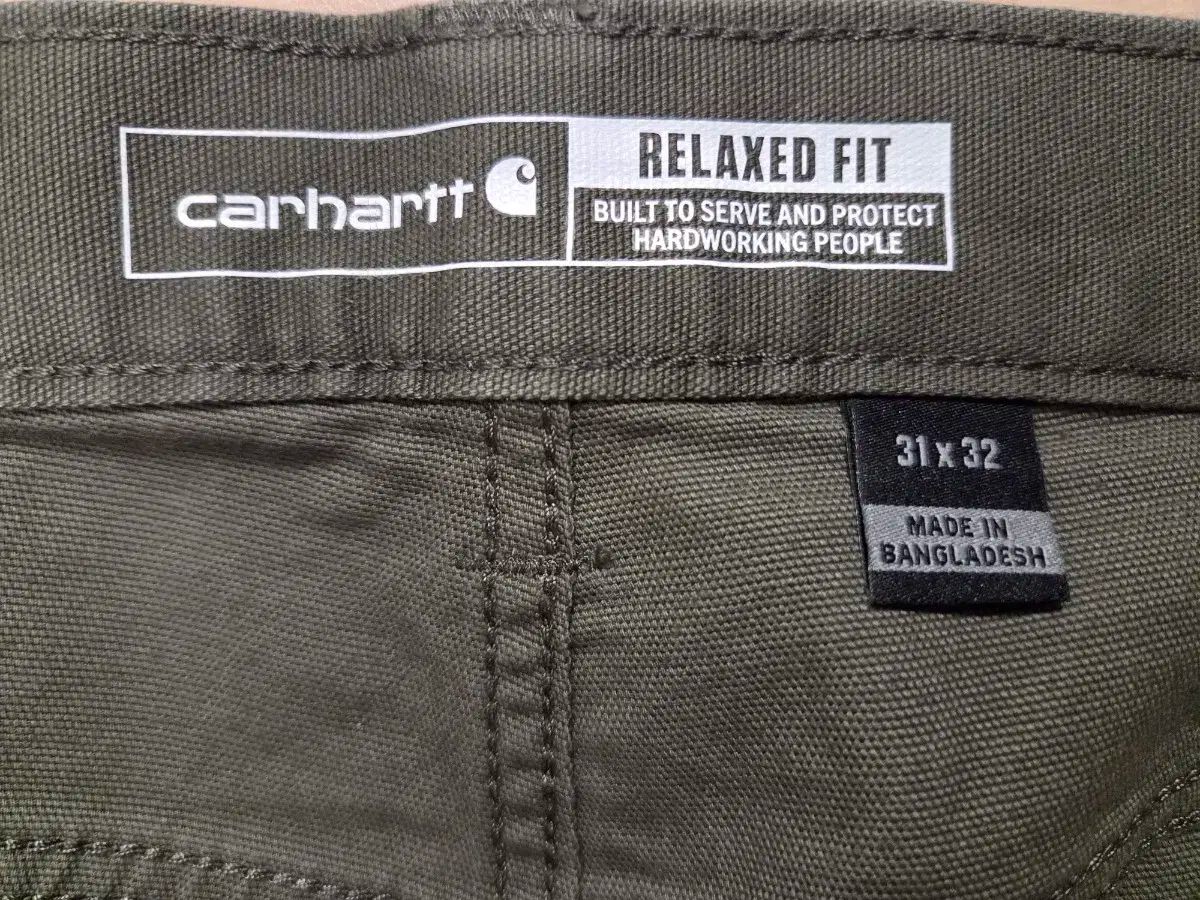 carhartt
RELAXED FIT
BUILT TO SERVE AND PROTECT
HARDWORKING PEOPLE
31 x 32
MADE IN
BANGLADESH